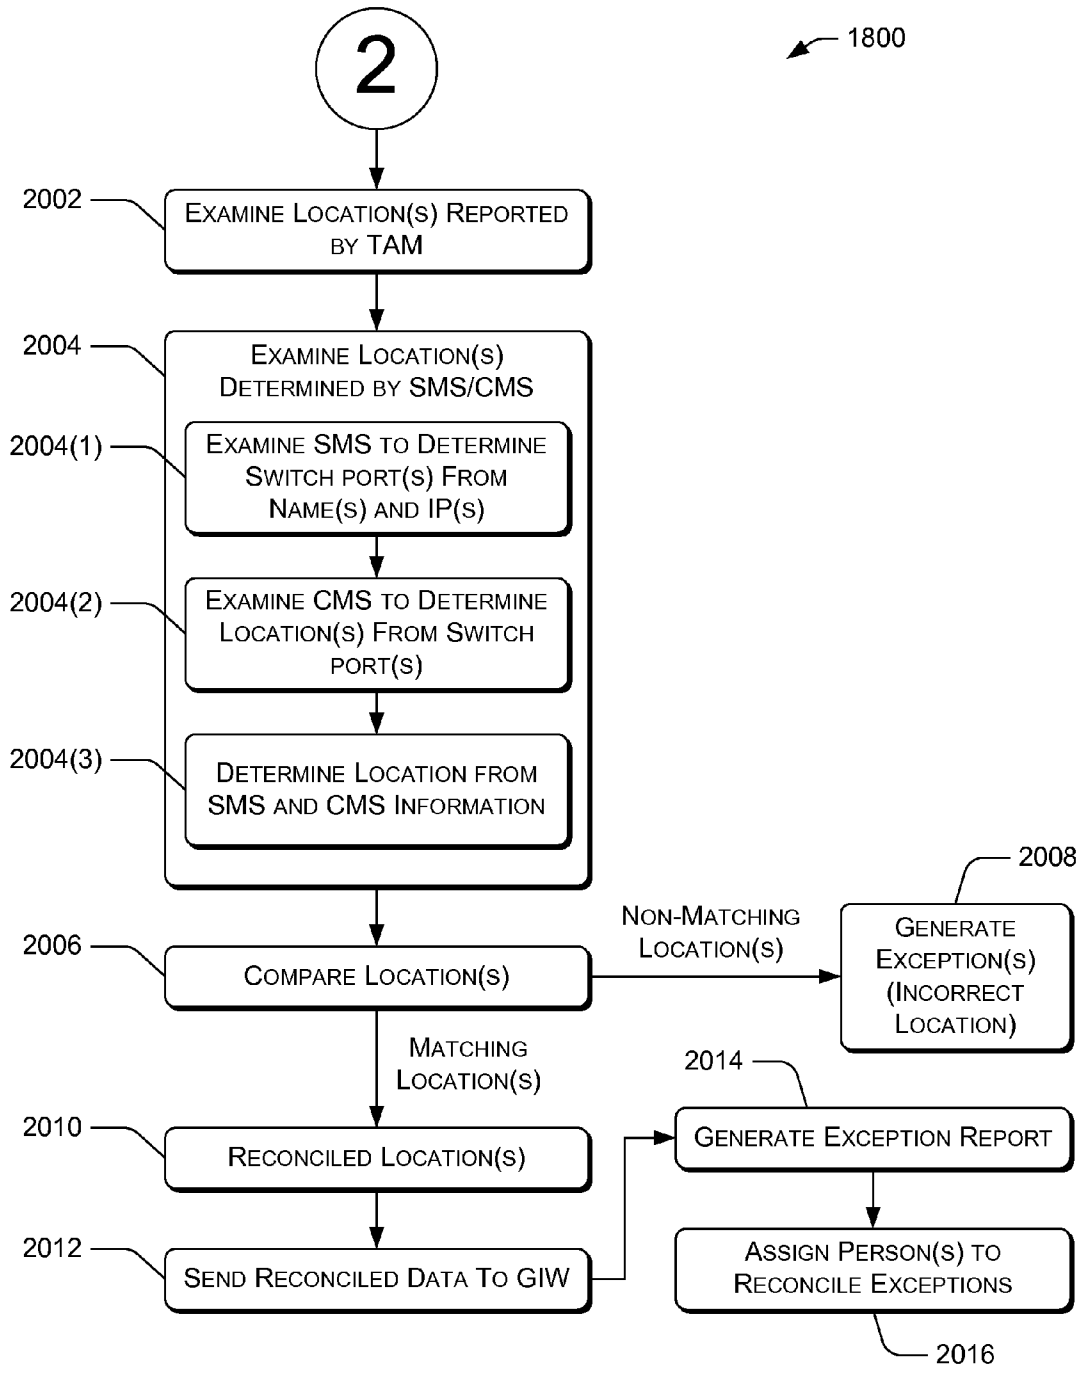 2
1800
2002
EXAMINE LOCATION(S) REPORTED
BY TAM
2004
EXAMINE LOCATION(S)
DETERMINED BY SMS/CMS
2004(1)
EXAMINE SMS TO DETERMINE
SWITCH PORT(S) FROM
NAME(S) AND IP(S)
2004(2)
EXAMINE CMS TO DETERMINE
LOCATION(S) FROM SWITCH
PORT(S)
2004(3)
DETERMINE LOCATION FROM
SMS AND CMS INFORMATION
2006
COMPARE LOCATION(S)
NON-MATCHING
LOCATION(S)
2008
GENERATE
EXCEPTION(S)
(INCORRECT
LOCATION)
MATCHING
LOCATION(S)
2010
RECONCILED LOCATION(S)
2012
SEND RECONCILED DATA TO GIW
2014
GENERATE EXCEPTION REPORT
ASSIGN PERSON(S) TO
RECONCILE EXCEPTIONS
2016